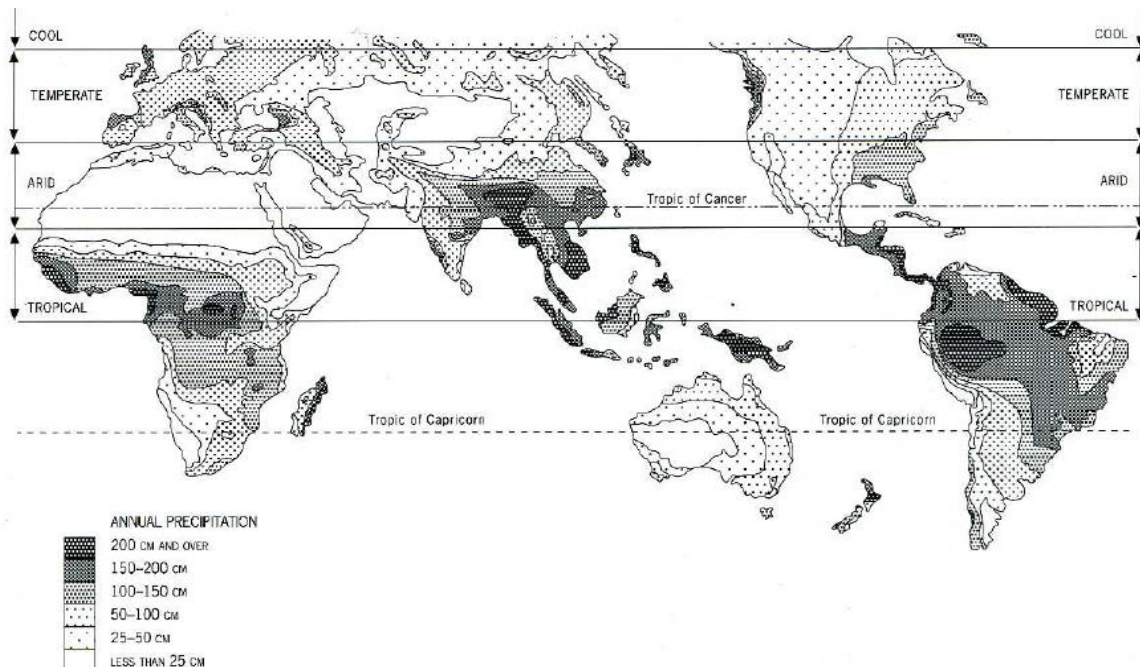 COOL
COOL
TEMPERATE
TEMPERATE
ARID
ARID
Tropic of Cancer
TROPICAL
TROPICAL
Tropic of Capricorn
Tropic of Capricorn
ANNUAL PRECIPITATION
200 CM AND OVER
150–200 CM
100–150 CM
50–100 CM
25–50 CM
LESS THAN 25 CM